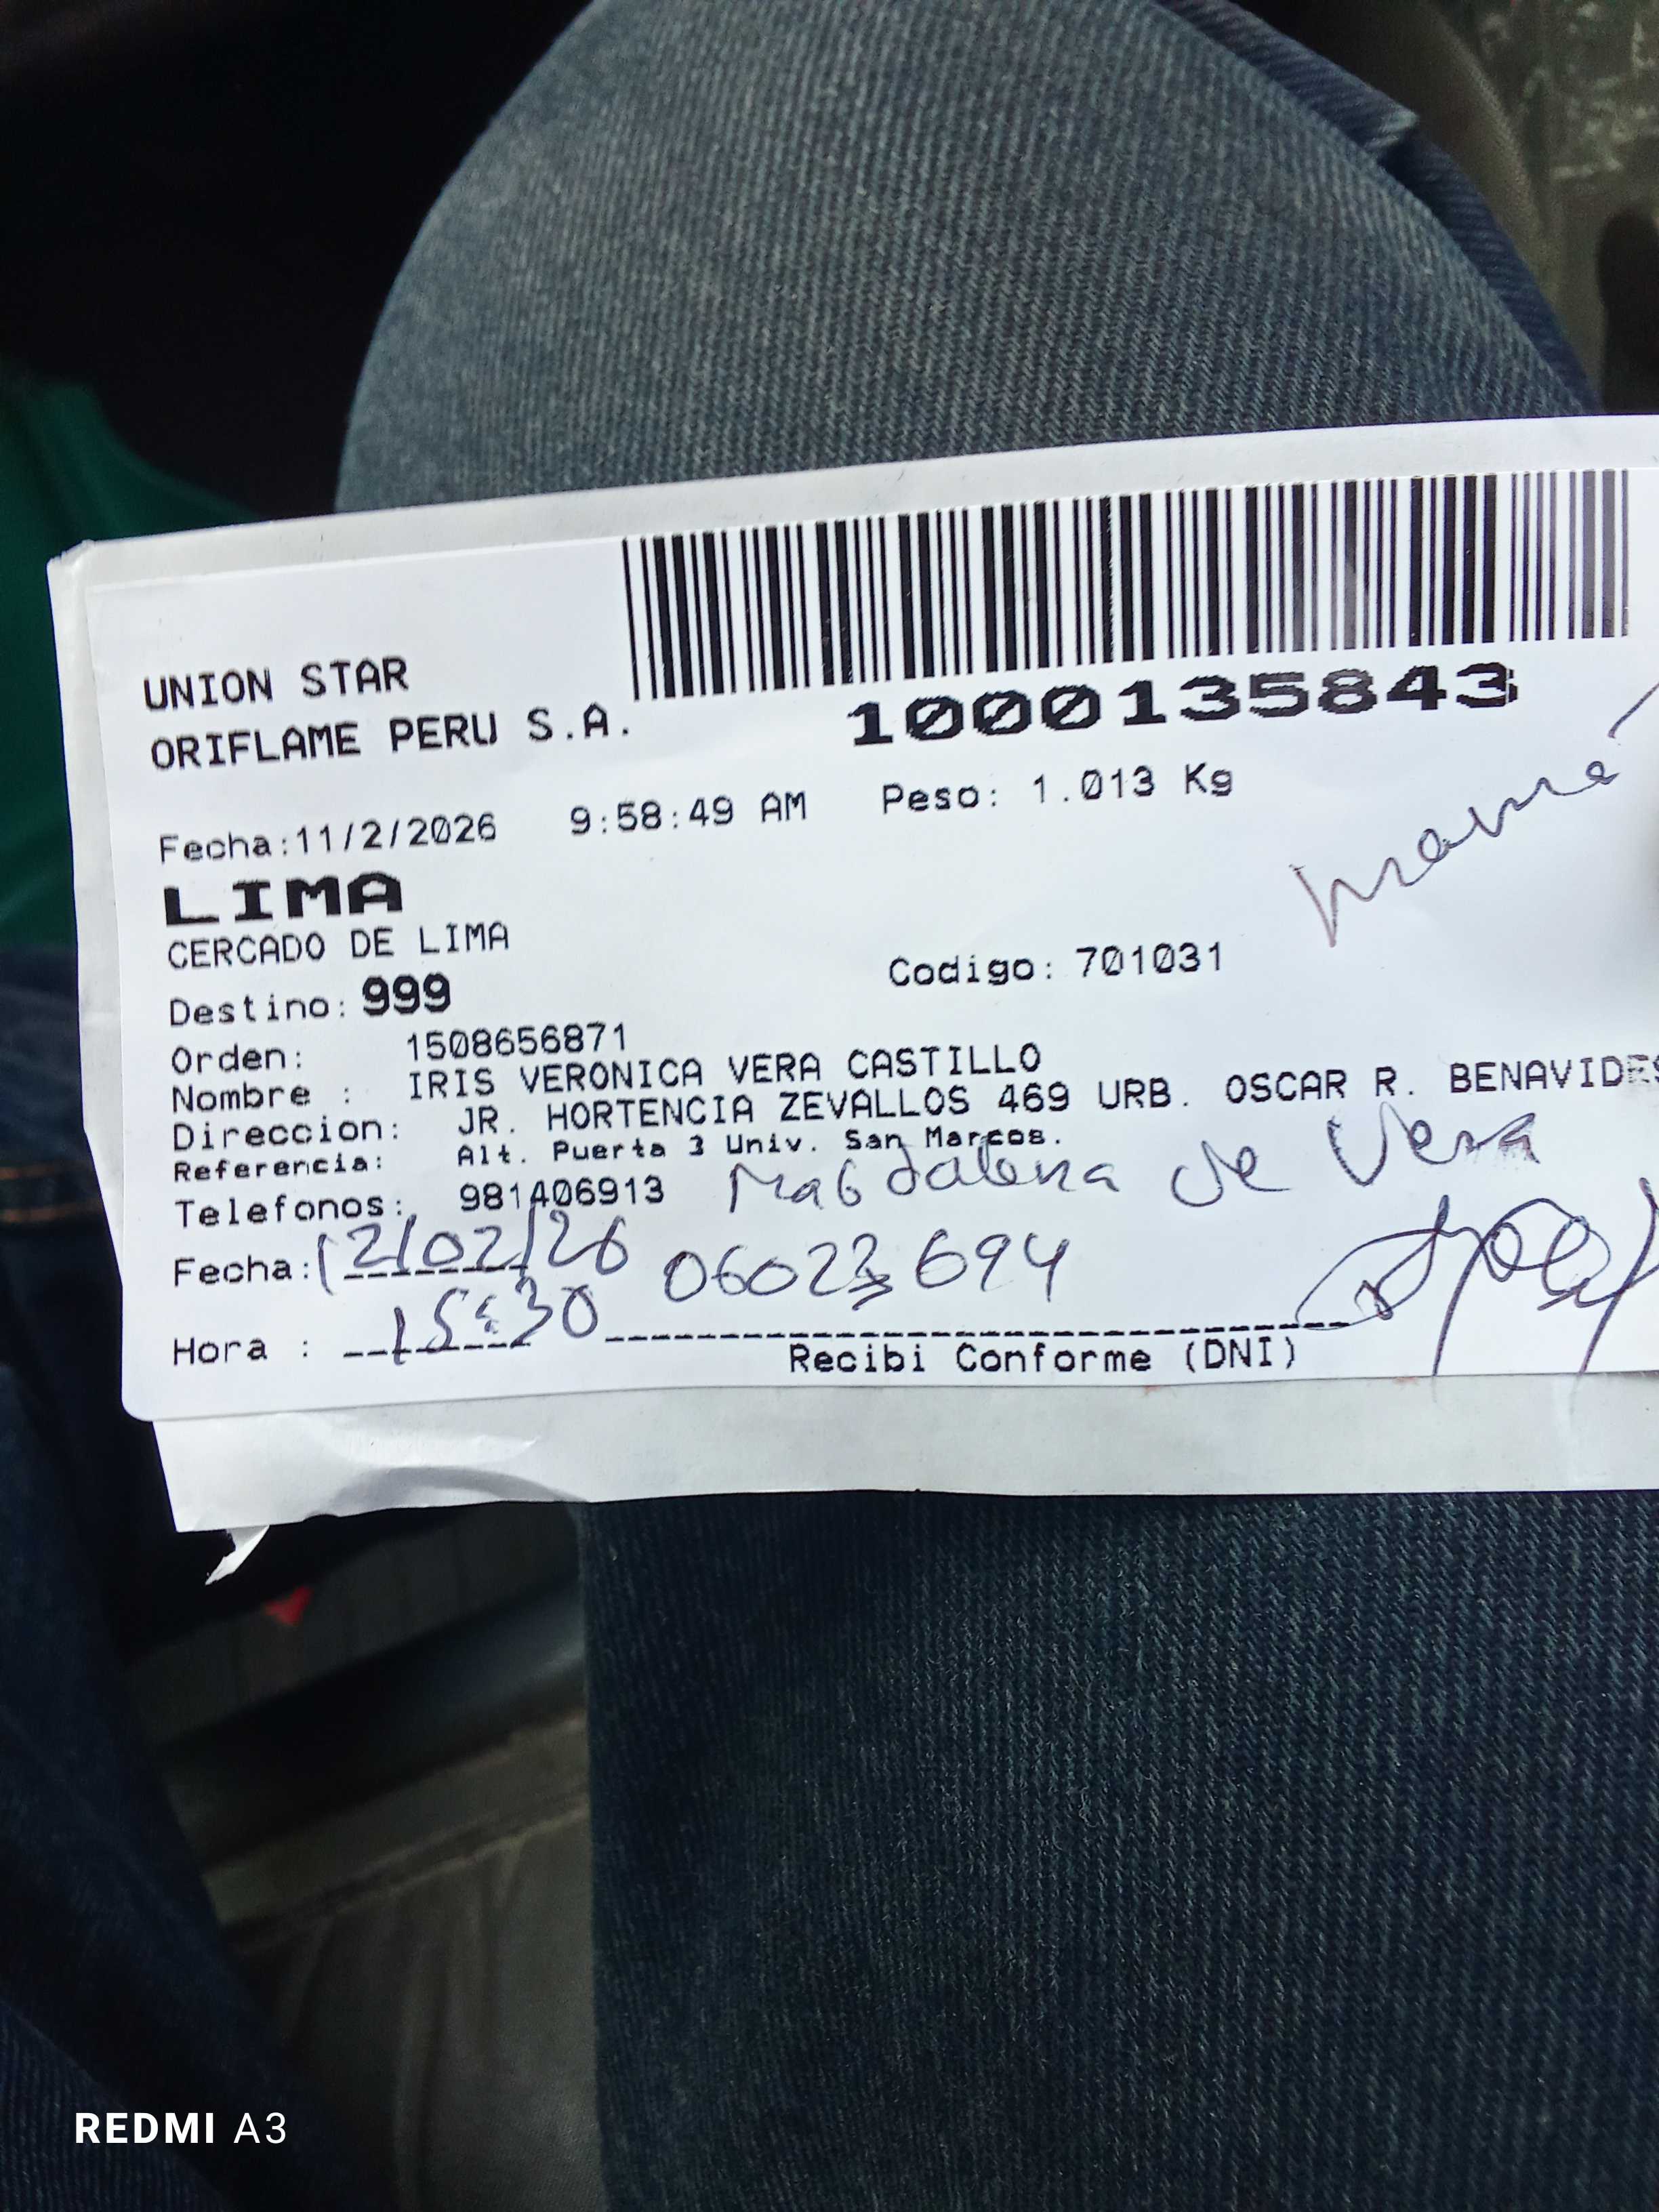 UNION STAR
ORIFLAME PERU S.A.
1000135843
Fecha:11/2/2026 9:58:49 AM Peso: 1.013 Kg
mamá
LIMA
CERCADO DE LIMA
Destino: 999 Codigo: 701031
Orden: 1508656871
Nombre : IRIS VERONICA VERA CASTILLO
Direccion: JR. HORTENCIA ZEVALLOS 469 URB. OSCAR R. BENAVIDES
Referencia: Alt. Puerta 3 Univ. San Marcos.
Telefonos: 981406913 Magdalena de Vera
Fecha: 12/02/26 06023694
Hora : 15:30
Recibi Conforme (DNI)
REDMI A3